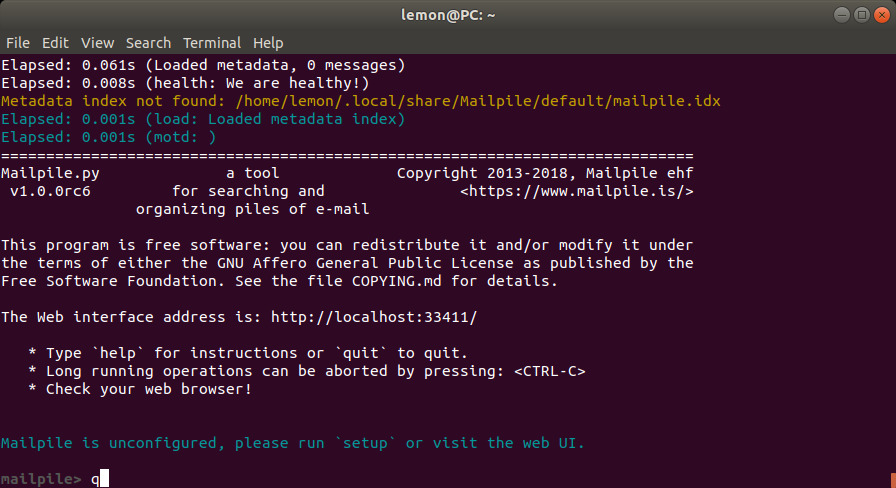 lemon@PC: ~
File Edit View Search Terminal Help
Elapsed: 0.061s (Loaded metadata, 0 messages)
Elapsed: 0.008s (health: We are healthy!)
Metadata index not found: /home/lemon/.local/share/Mailpile/default/mailpile.idx
Elapsed: 0.001s (load: Loaded metadata index)
Elapsed: 0.001s (motd: )
=============================================================================
Mailpile.py              a tool             Copyright 2013-2018, Mailpile ehf
 v1.0.0rc6         for searching and               <https://www.mailpile.is/>
               organizing piles of e-mail
This program is free software: you can redistribute it and/or modify it under
the terms of either the GNU Affero General Public License as published by the
Free Software Foundation. See the file COPYING.md for details.
The Web interface address is: http://localhost:33411/
   * Type `help` for instructions or `quit` to quit.
   * Long running operations can be aborted by pressing: <CTRL-C>
   * Check your web browser!
Mailpile is unconfigured, please run `setup` or visit the web UI.
mailpile> q